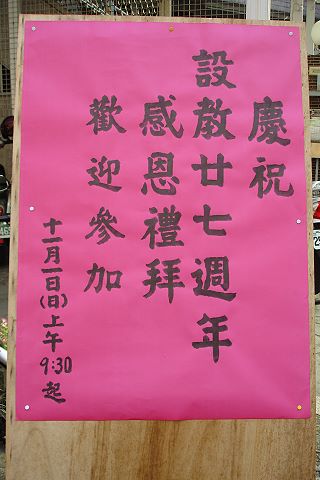 慶祝
設教廿七週年
感恩禮拜
歡迎參加
十一月一日(日)上午9:30起